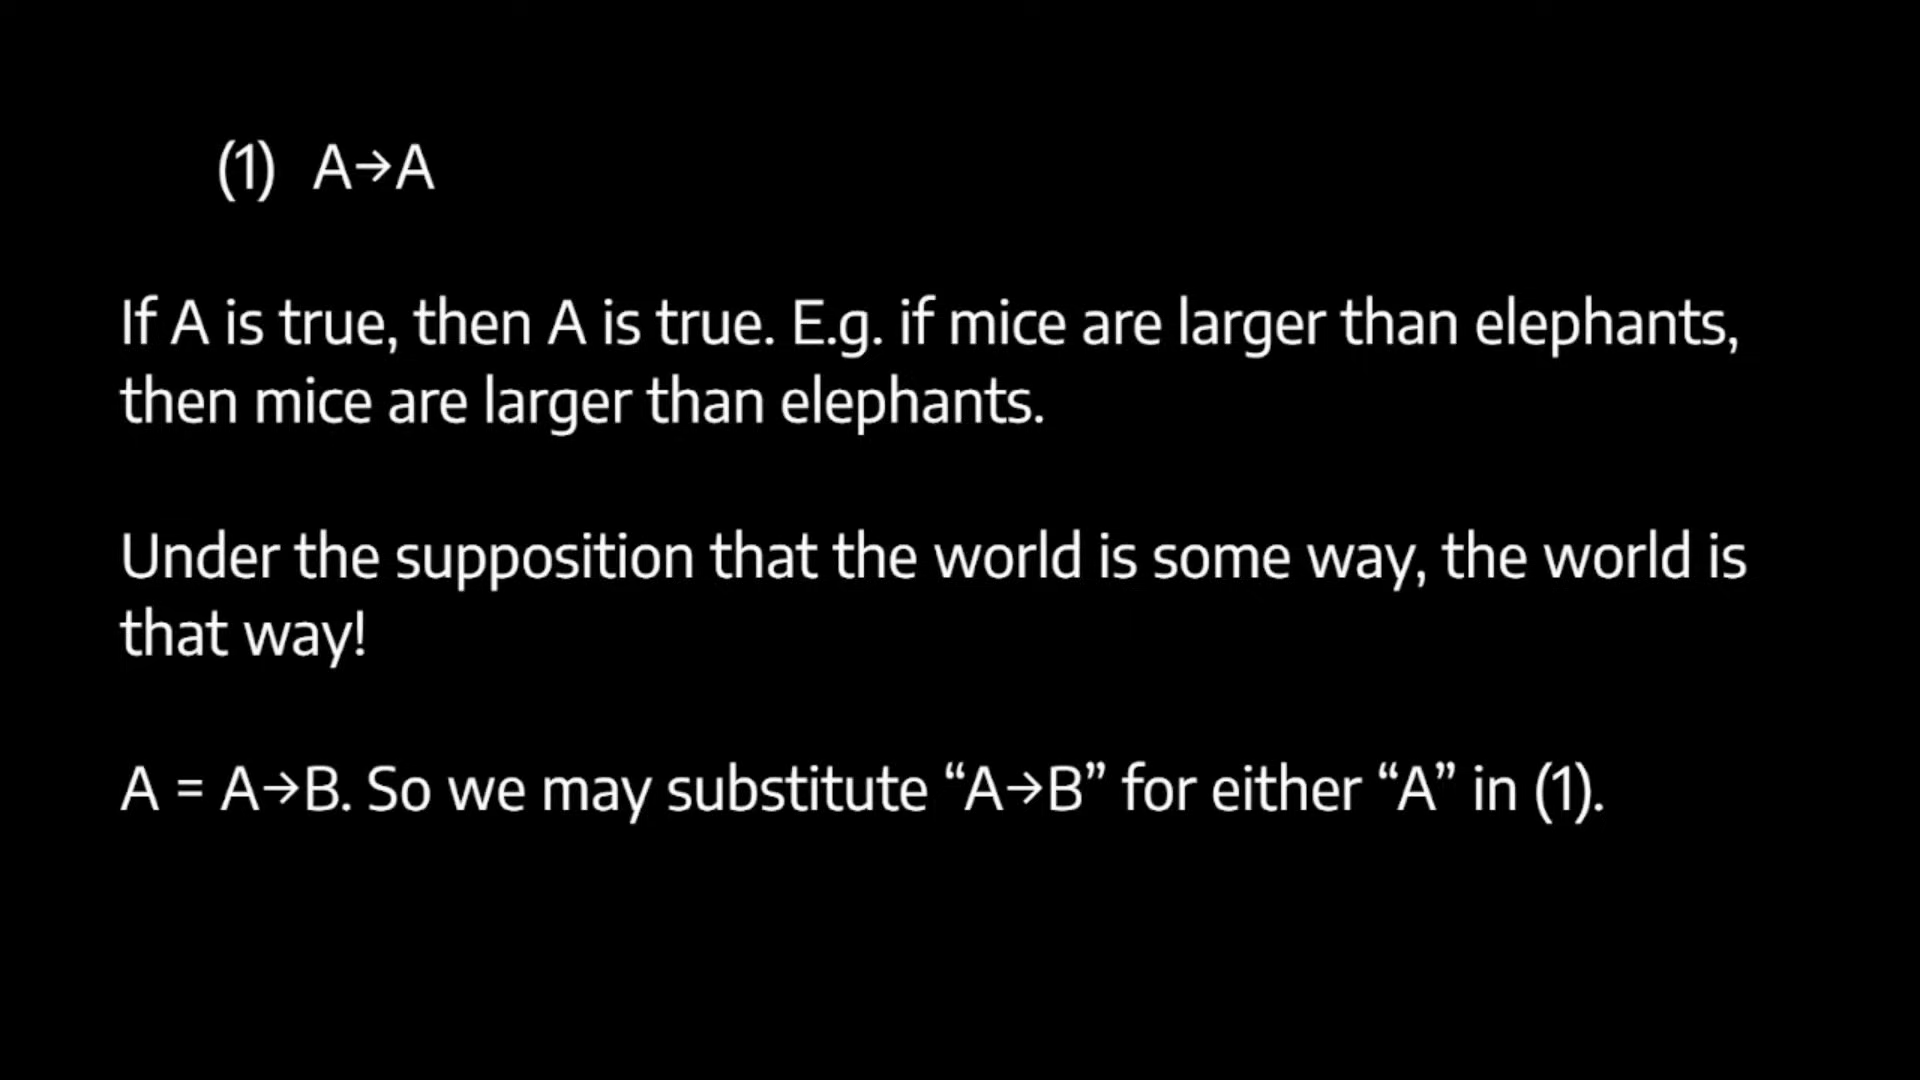 (1) A→A
If A is true, then A is true. E.g. if mice are larger than elephants,
then mice are larger than elephants.
Under the supposition that the world is some way, the world is
that way!
A = A→B. So we may substitute “A→B” for either “A” in (1).